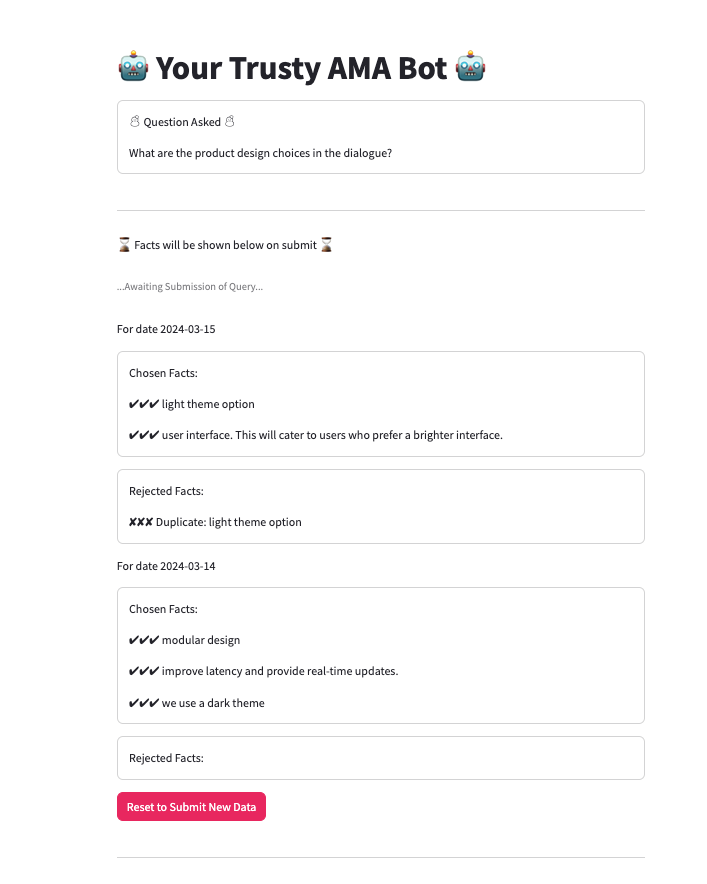 🤖 Your Trusty AMA Bot 🤖
☃ Question Asked ☃
What are the product design choices in the dialogue?
⌛ Facts will be shown below on submit ⌛
...Awaiting Submission of Query...
For date 2024-03-15
Chosen Facts:
✔✔✔ light theme option
✔✔✔ user interface. This will cater to users who prefer a brighter interface.
Rejected Facts:
✘✘✘ Duplicate: light theme option
For date 2024-03-14
Chosen Facts:
✔✔✔ modular design
✔✔✔ improve latency and provide real-time updates.
✔✔✔ we use a dark theme
Rejected Facts:
Reset to Submit New Data